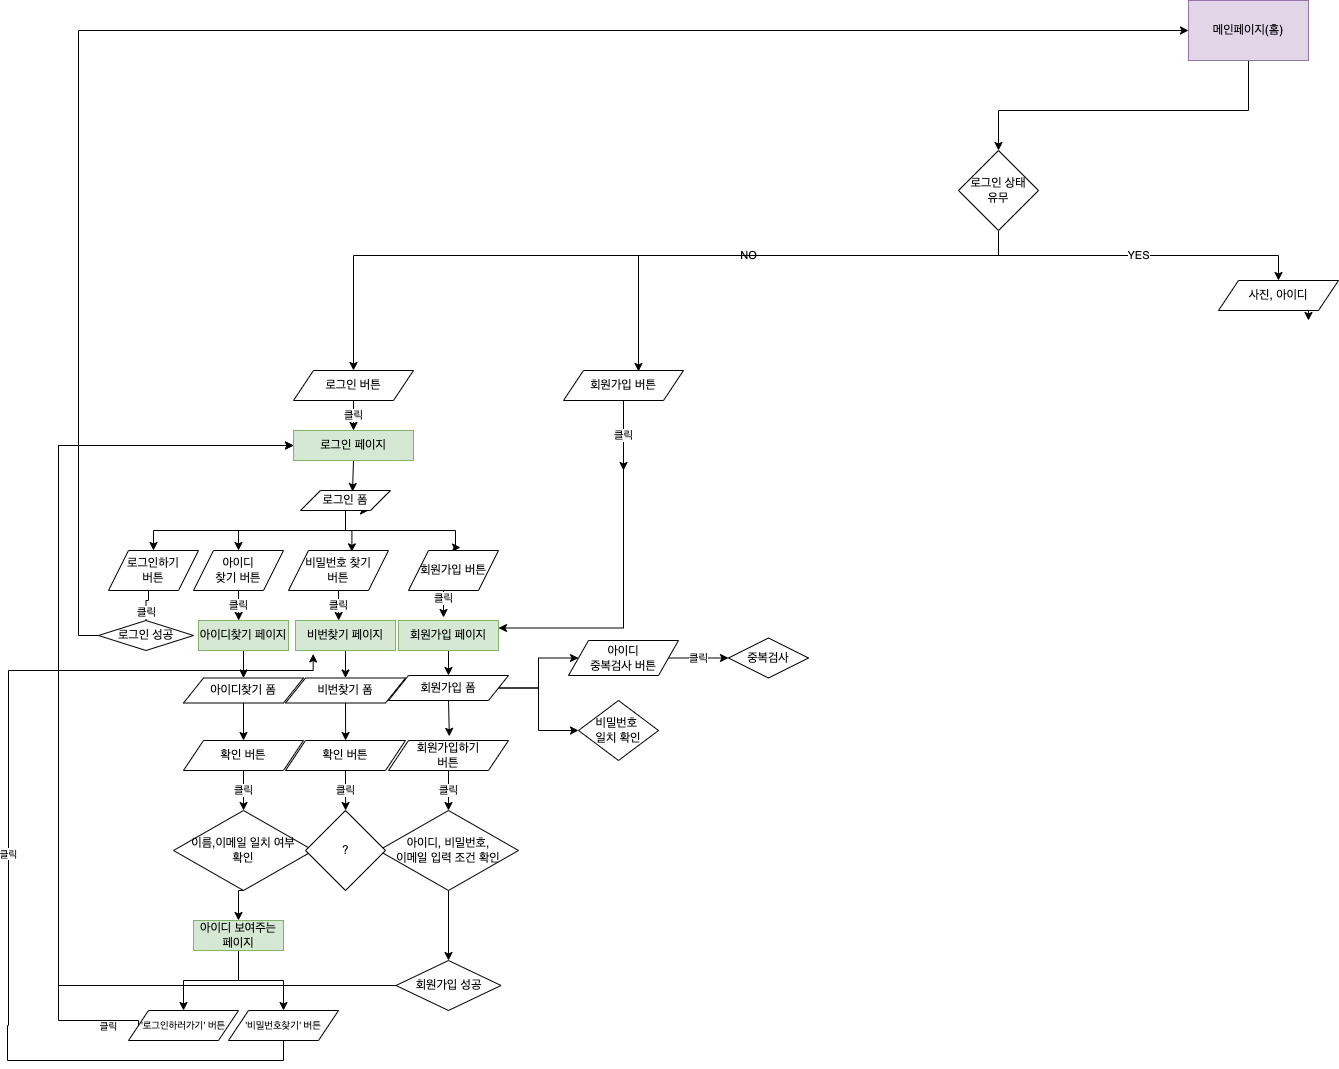 메인페이지(홈)
로그인 상태
유무
NO
YES
사진, 아이디
로그인 버튼
회원가입 버튼
클릭
클릭
로그인 페이지
로그인 폼
로그인하기
버튼
아이디
찾기 버튼
비밀번호 찾기
버튼
회원가입 버튼
클릭
클릭
클릭
클릭
로그인 성공
아이디찾기 페이지
비번찾기 페이지
회원가입 페이지
아이디
중복검사 버튼
클릭
중복검사
아이디찾기 폼
비번찾기 폼
회원가입 폼
비밀번호
일치 확인
확인 버튼
확인 버튼
회원가입하기
버튼
클릭
클릭
클릭
이름,이메일 일치 여부
확인
?
아이디, 비밀번호,
이메일 입력 조건 확인
클릭
아이디 보여주는
페이지
회원가입 성공
클릭
'로그인하러가기' 버튼
'비밀번호찾기' 버튼